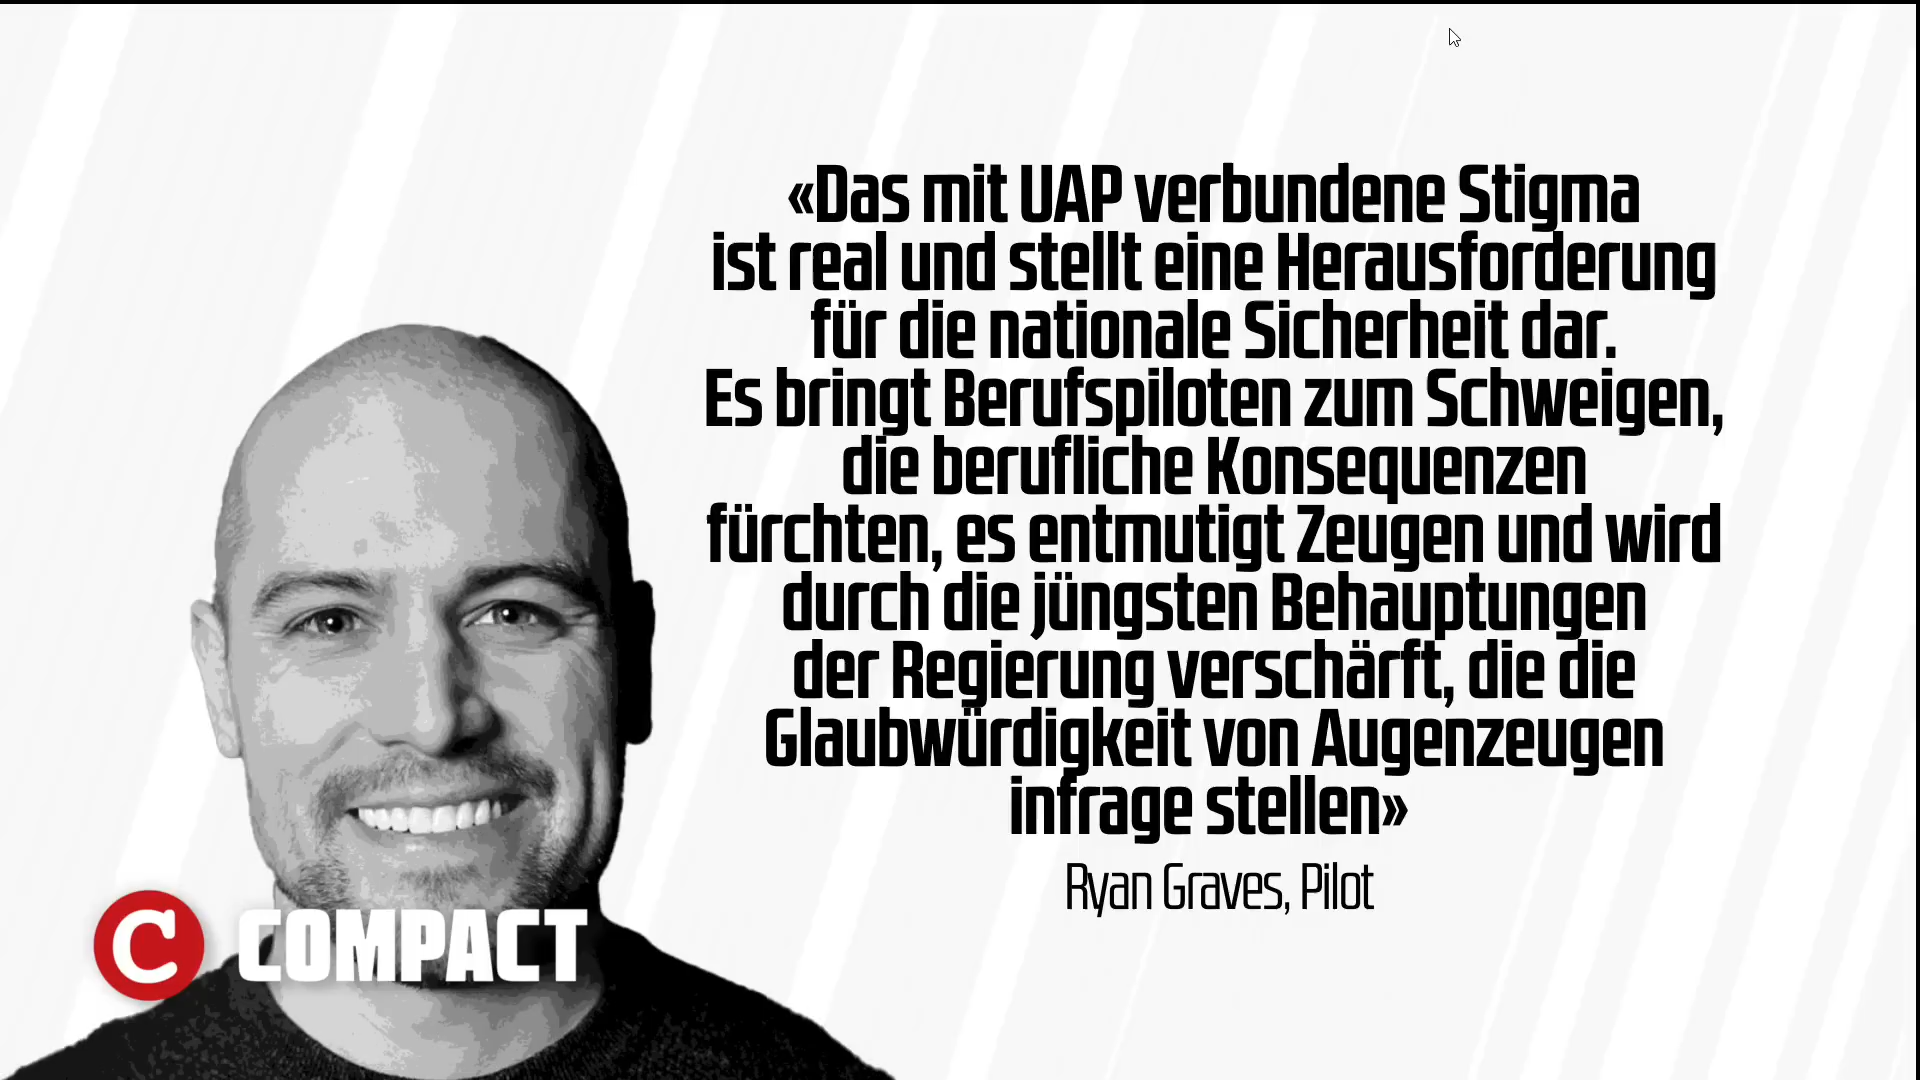 «Das mit UAP verbundene Stigma
ist real und stellt eine Herausforderung
für die nationale Sicherheit dar.
Es bringt Berufspiloten zum Schweigen,
die berufliche Konsequenzen
fürchten, es entmutigt Zeugen und wird
durch die jüngsten Behauptungen
der Regierung verschärft, die die
Glaubwürdigkeit von Augenzeugen
infrage stellen»
Ryan Graves, Pilot
C COMPACT